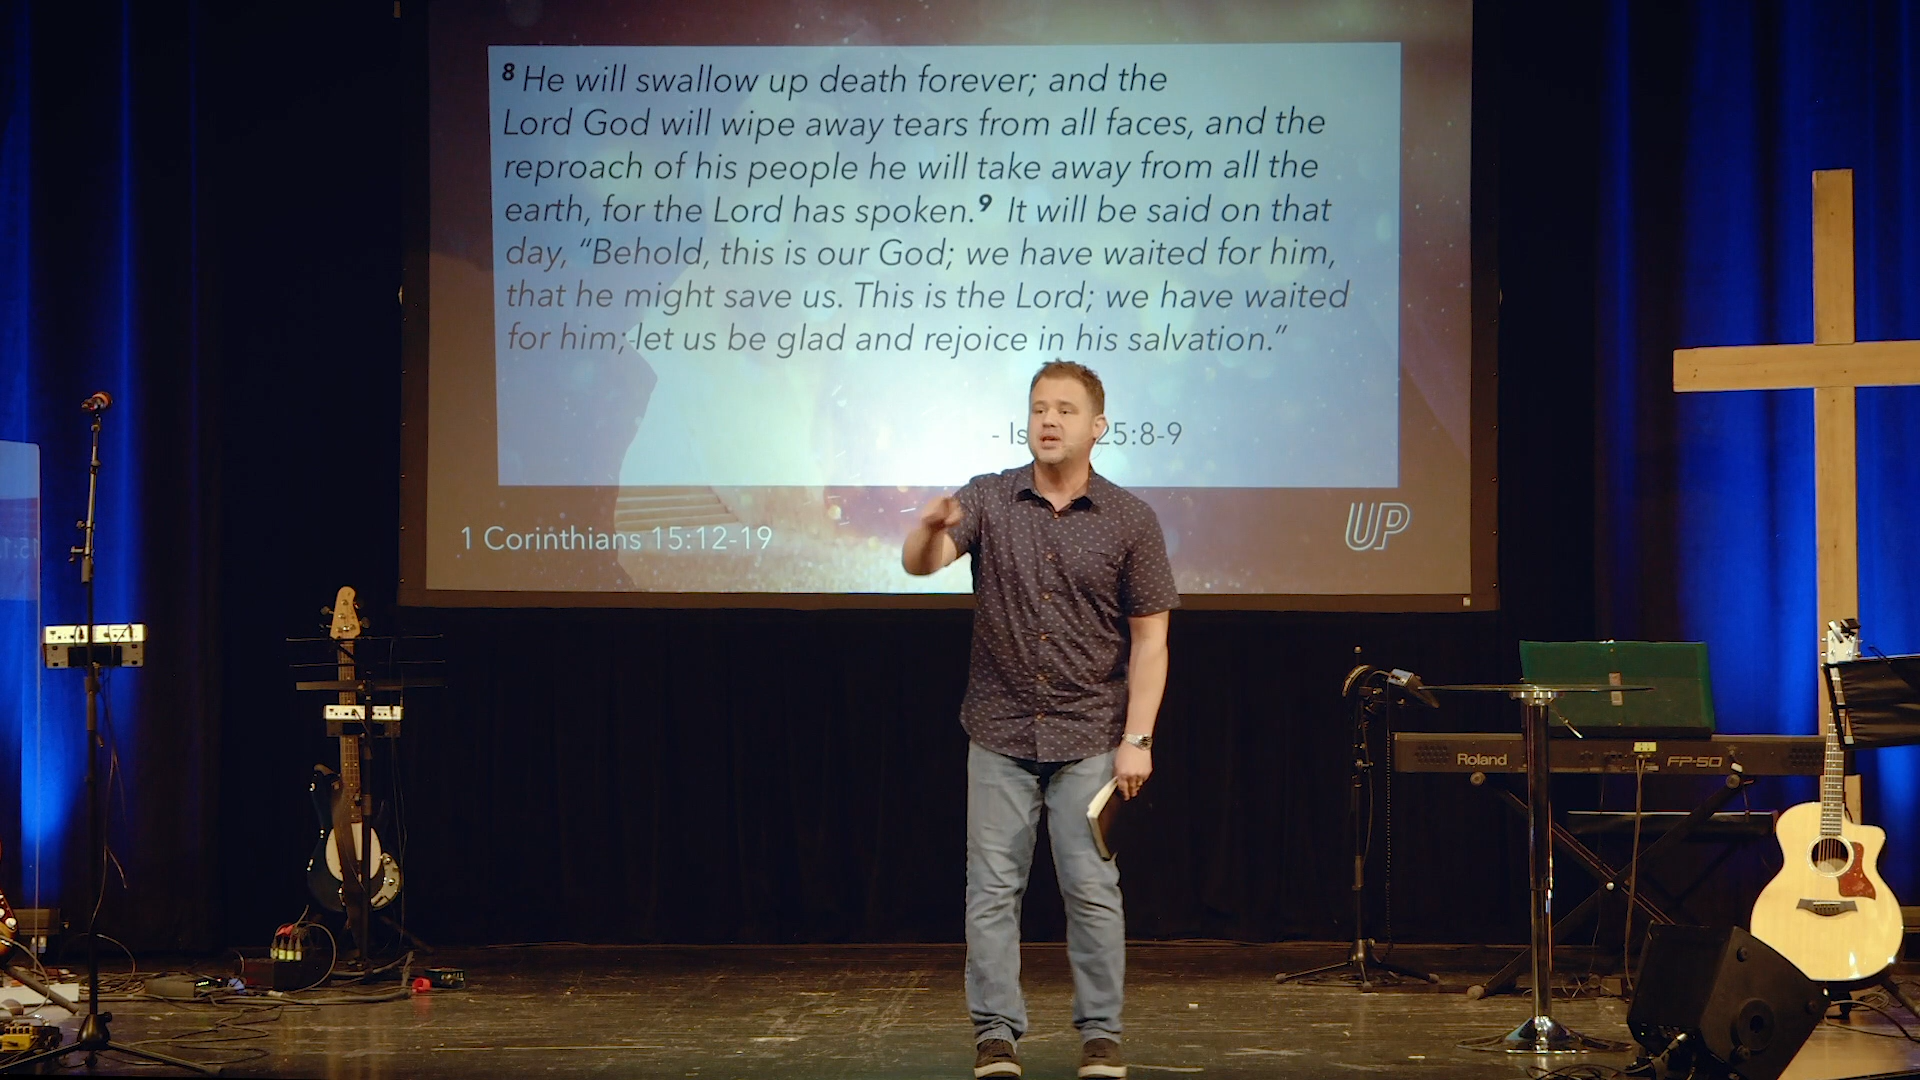 8 He will swallow up death forever; and the
Lord God will wipe away tears from all faces, and the
reproach of his people he will take away from all the
earth, for the Lord has spoken.9 It will be said on that
day, “Behold, this is our God; we have waited for him,
that he might save us. This is the Lord; we have waited
for him; let us be glad and rejoice in his salvation.”
- Is 25:8-9
1 Corinthians 15:12-19
UP
Roland FP-50